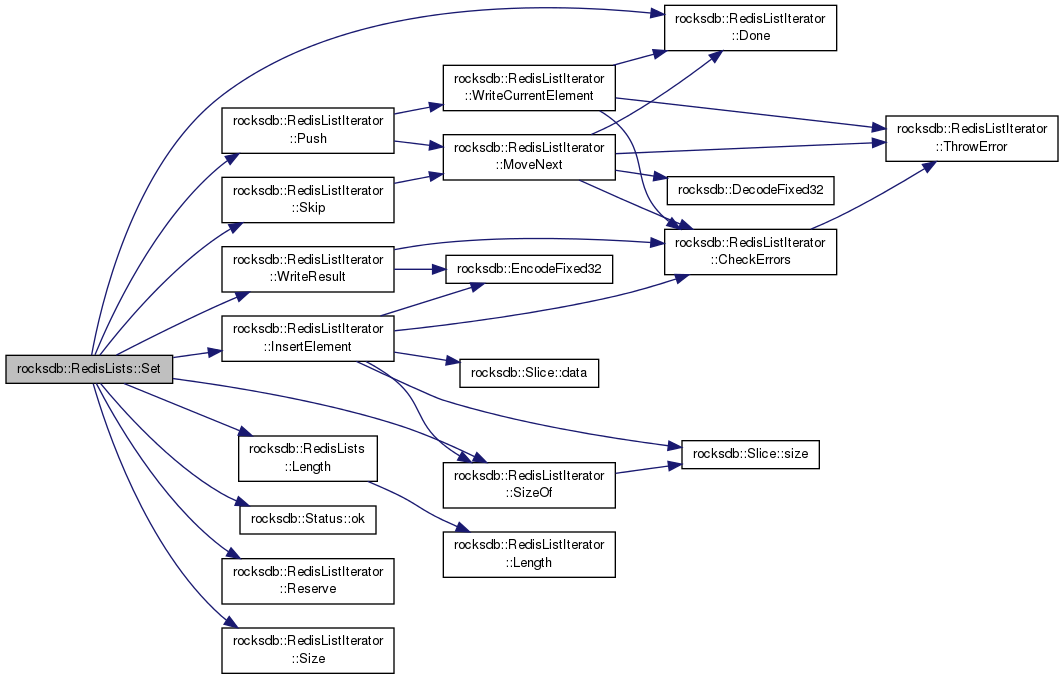 rocksdb::RedisLists::Set
rocksdb::RedisListIterator
::Done
rocksdb::RedisListIterator
::Push
rocksdb::RedisListIterator
::WriteCurrentElement
rocksdb::RedisListIterator
::MoveNext
rocksdb::RedisListIterator
::ThrowError
rocksdb::DecodeFixed32
rocksdb::RedisListIterator
::CheckErrors
rocksdb::RedisListIterator
::Skip
rocksdb::RedisListIterator
::WriteResult
rocksdb::EncodeFixed32
rocksdb::RedisListIterator
::InsertElement
rocksdb::Slice::data
rocksdb::Slice::size
rocksdb::RedisListIterator
::SizeOf
rocksdb::RedisLists
::Length
rocksdb::RedisListIterator
::Length
rocksdb::Status::ok
rocksdb::RedisListIterator
::Reserve
rocksdb::RedisListIterator
::Size